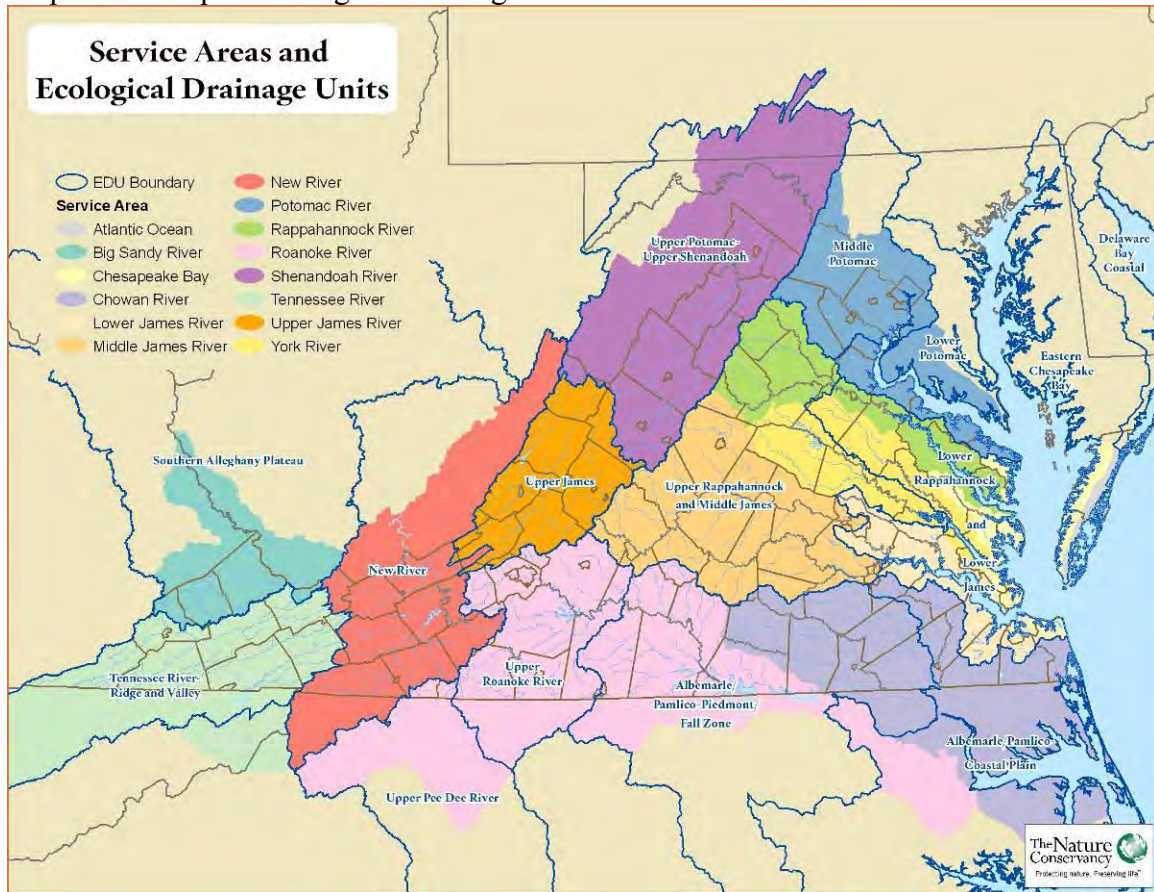 Service Areas and
Ecological Drainage Units
EDU Boundary
Service Area
Atlantic Ocean
Big Sandy River
Chesapeake Bay
Chowan River
Lower James River
Middle James River
New River
Potomac River
Rappahannock River
Roanoke River
Shenandoah River
Tennessee River
Upper James River
York River
Upper Potomac-
Upper Shenandoah
Middle
Potomac
Delaware
Bay
Coastal
Lower
Potomac
Eastern
Chesapeake
Bay
Southern Alleghany Plateau
Upper James
Upper Rappahannock
and Middle James
Lower
Rappahannock
and
Lower
James
New River
Tennessee River-
Ridge and Valley
Upper
Roanoke River
Albemarle/
Pamlico-Piedmont/
Fall Zone
Albemarle/Pamlico-
Coastal Plain
Upper Pee Dee River
The Nature
Conservancy
Protecting nature. Preserving life™